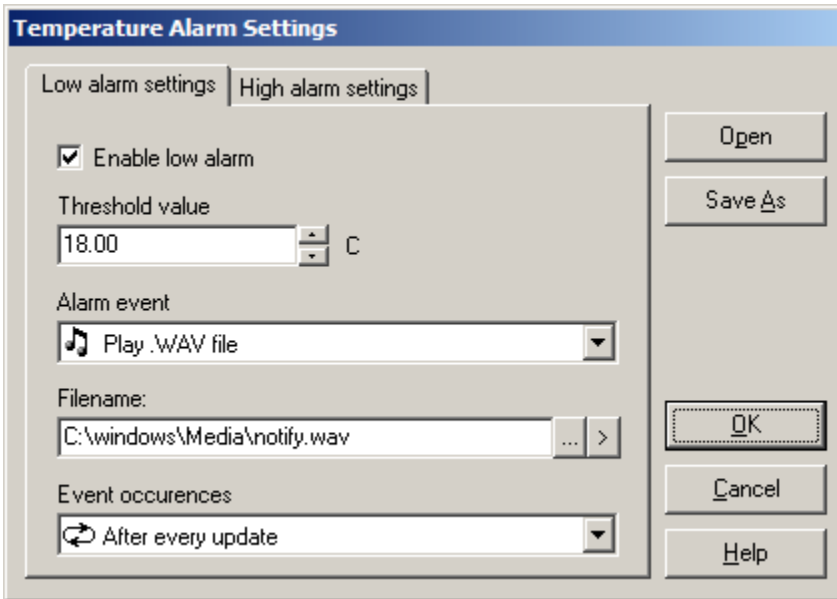 Temperature Alarm Settings
Low alarm settings
High alarm settings
Enable low alarm
Threshold value
18.00
C
Alarm event
Play .WAV file
Filename:
C:\windows\Media\notify.wav
...
>
Event occurences
After every update
Open
Save As
OK
Cancel
Help